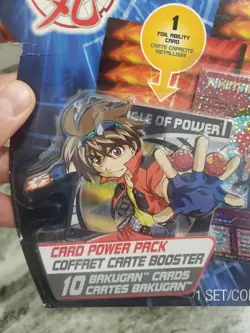 1
FOIL ABILITY
CARD
CARTE CAPACITÉ
MÉTALLISÉE
OF POWER
CARD POWER PACK
COFFRET CARTE BOOSTER
10 BAKUGAN™ CARDS
CARTES BAKUGAN™
1 SET/CO